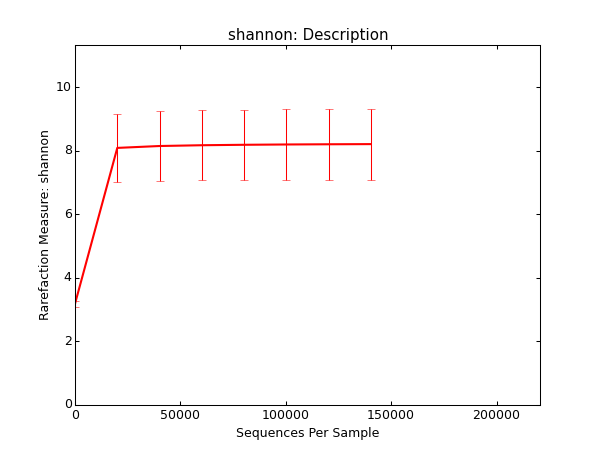 shannon: Description
Rarefaction Measure: shannon
10
8
6
4
2
0
0 50000 100000 150000 200000
Sequences Per Sample